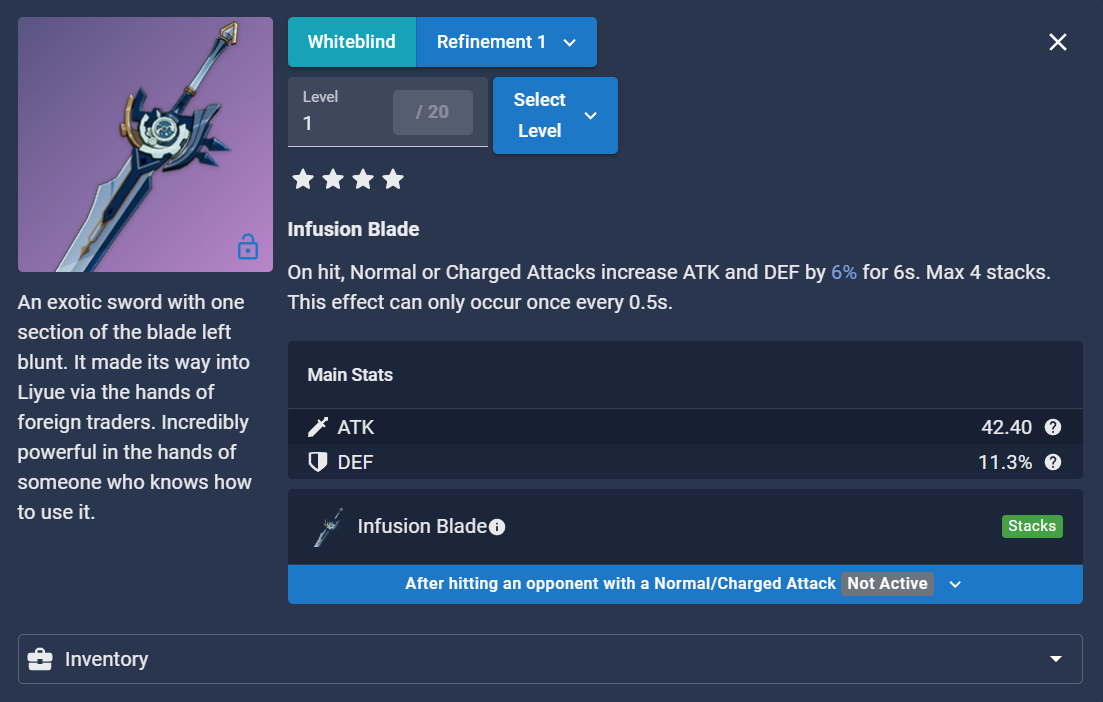 Whiteblind
Refinement 1
Level
1
/ 20
Select
Level
Infusion Blade
On hit, Normal or Charged Attacks increase ATK and DEF by 6% for 6s. Max 4 stacks.
This effect can only occur once every 0.5s.
An exotic sword with one
section of the blade left
blunt. It made its way into
Liyue via the hands of
foreign traders. Incredibly
powerful in the hands of
someone who knows how
to use it.
Main Stats
ATK 42.40
DEF 11.3%
Infusion Blade Stacks
After hitting an opponent with a Normal/Charged Attack Not Active
Inventory